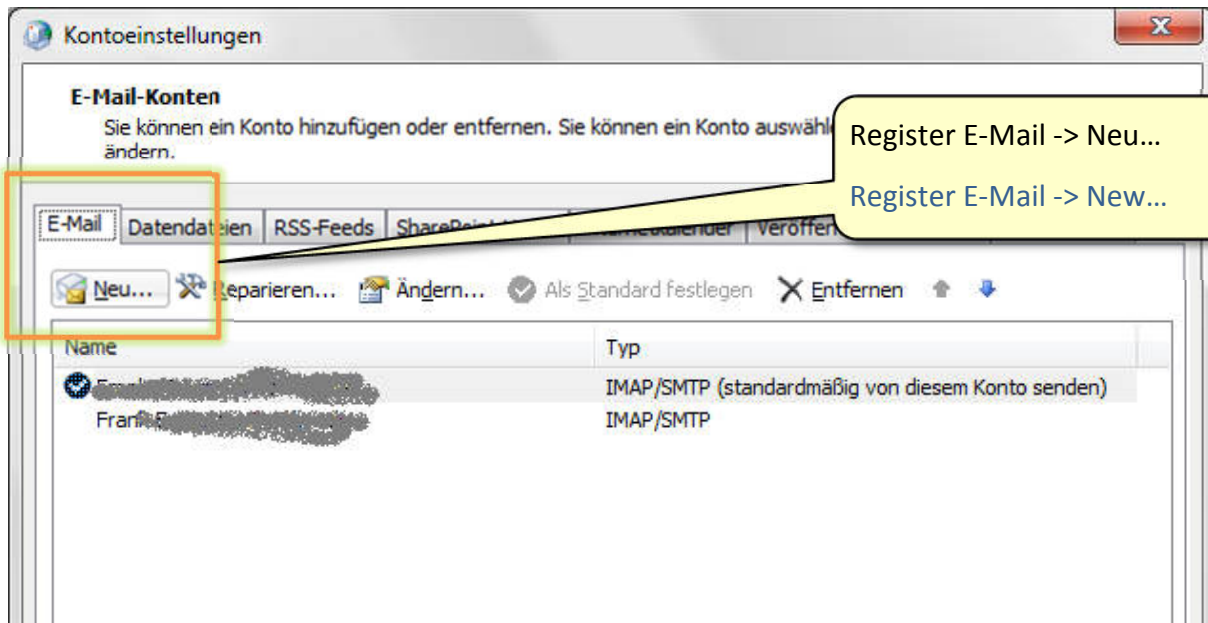 Kontoeinstellungen
E-Mail-Konten
Sie können ein Konto hinzufügen oder entfernen. Sie können ein Konto
ändern.
Register E-Mail -> Neu...
Register E-Mail -> New...
E-Mail Datendateien RSS-Feeds
Neu... Reparieren... Ändern... Als Standard festlegen Entfernen
Name Typ
IMAP/SMTP (standardmäßig von diesem Konto senden)
IMAP/SMTP